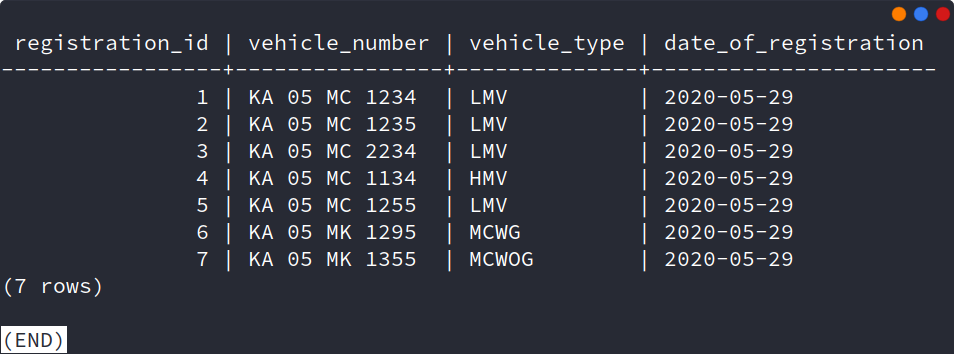 registration_id | vehicle_number | vehicle_type | date_of_registration
-----------------+----------------+--------------+----------------------
               1 | KA 05 MC 1234  | LMV          | 2020-05-29
               2 | KA 05 MC 1235  | LMV          | 2020-05-29
               3 | KA 05 MC 2234  | LMV          | 2020-05-29
               4 | KA 05 MC 1134  | HMV          | 2020-05-29
               5 | KA 05 MC 1255  | LMV          | 2020-05-29
               6 | KA 05 MK 1295  | MCWG         | 2020-05-29
               7 | KA 05 MK 1355  | MCWOG        | 2020-05-29
(7 rows)
(END)